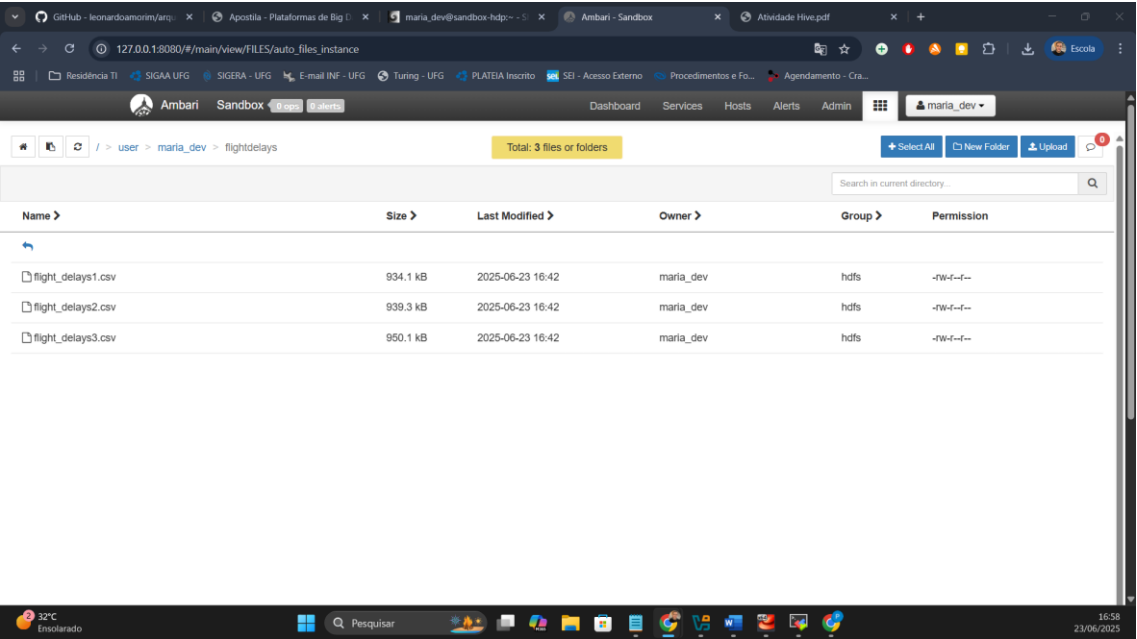 GitHub - leonardoamorim/arqu
Apostila - Plataformas de Big D
maria_dev@sandbox-hdp:~ - S
Ambari - Sandbox
Atividade Hive.pdf
127.0.0.1:8080/#/main/view/FILES/auto_files_instance
Escola
Residência TI
SIGAA UFG
SIGERA - UFG
E-mail INF - UFG
Turing - UFG
PLATEIA Inscrito
sei SEI - Acesso Externo
Procedimentos e Fo...
Agendamento - Cra...
Ambari Sandbox 0 ops 0 alerts Dashboard Services Hosts Alerts Admin maria_dev
/ > user > maria_dev > flightdelays
Total: 3 files or folders
Select All New Folder Upload 0
Search in current directory...
Name Size Last Modified Owner Group Permission
flight_delays1.csv 934.1 kB 2025-06-23 16:42 maria_dev hdfs -rw-r--r--
flight_delays2.csv 939.3 kB 2025-06-23 16:42 maria_dev hdfs -rw-r--r--
flight_delays3.csv 950.1 kB 2025-06-23 16:42 maria_dev hdfs -rw-r--r--
2
32°C
Ensolarado
Pesquisar
16:58
23/06/2025